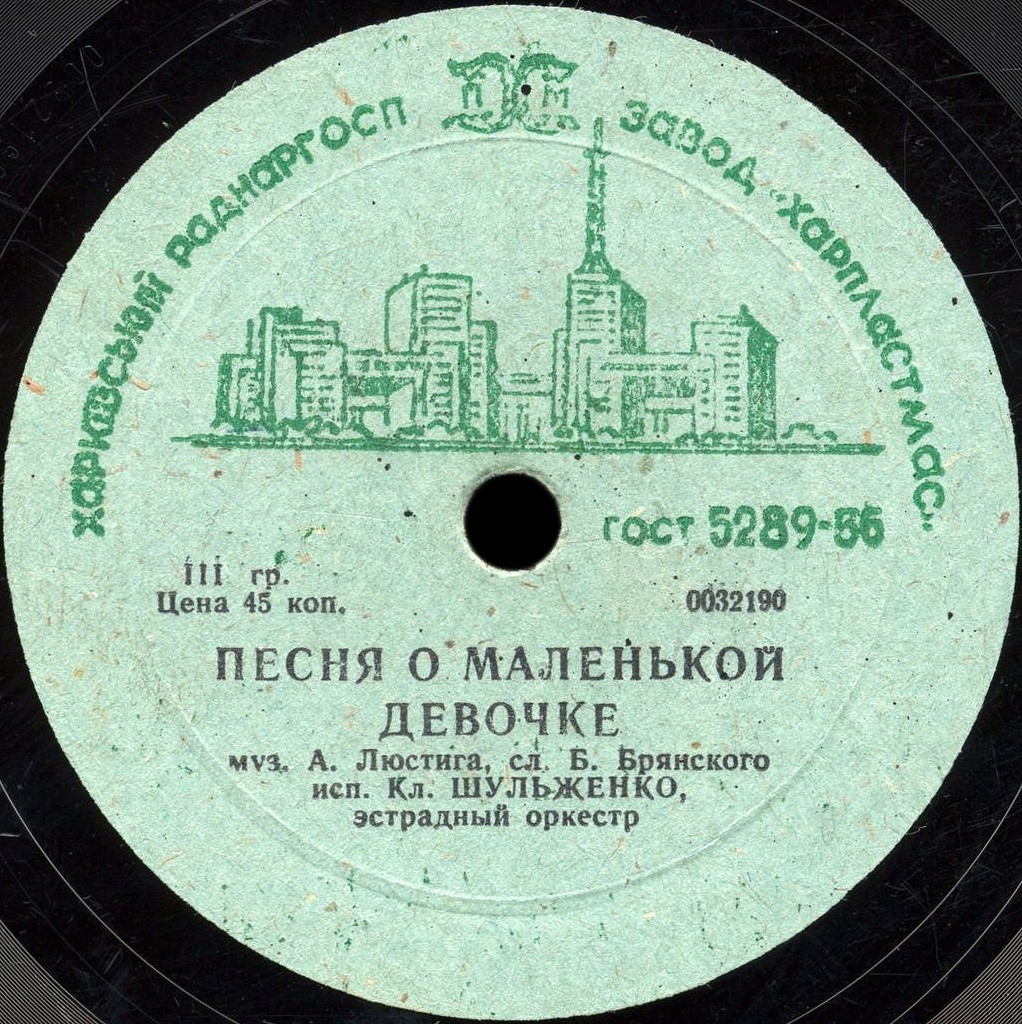 ХАРКІВСЬКИЙ РАДНАРГОСП
ЗАВОД „ХАРПЛАСТМАС"
ГОСТ 5289-56
III гр.
Цена 45 коп.
0032190
ПЕСНЯ О МАЛЕНЬКОЙ
ДЕВОЧКЕ
муз. А. Люстига, сл. Б. Брянского
исп. Кл. ШУЛЬЖЕНКО,
эстрадный оркестр